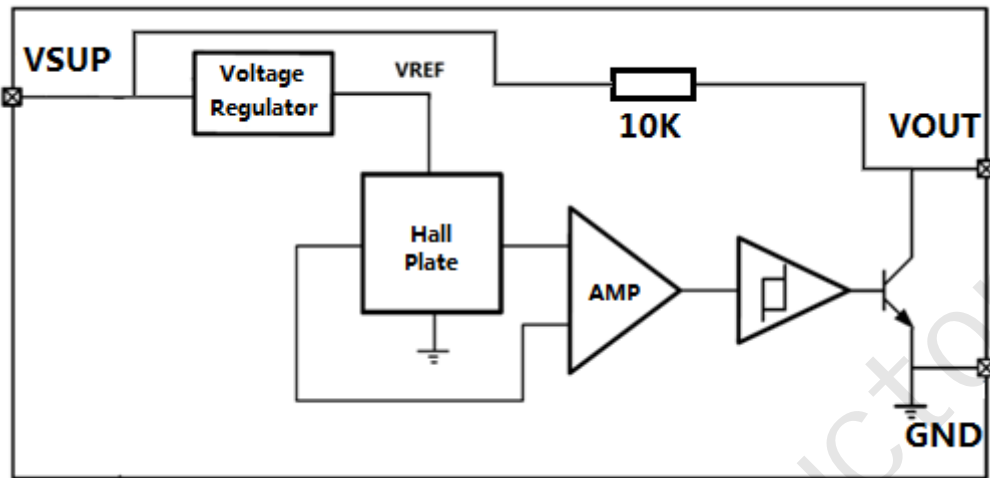 VSUP
Voltage
Regulator
VREF
10K
VOUT
Hall
Plate
AMP
GND